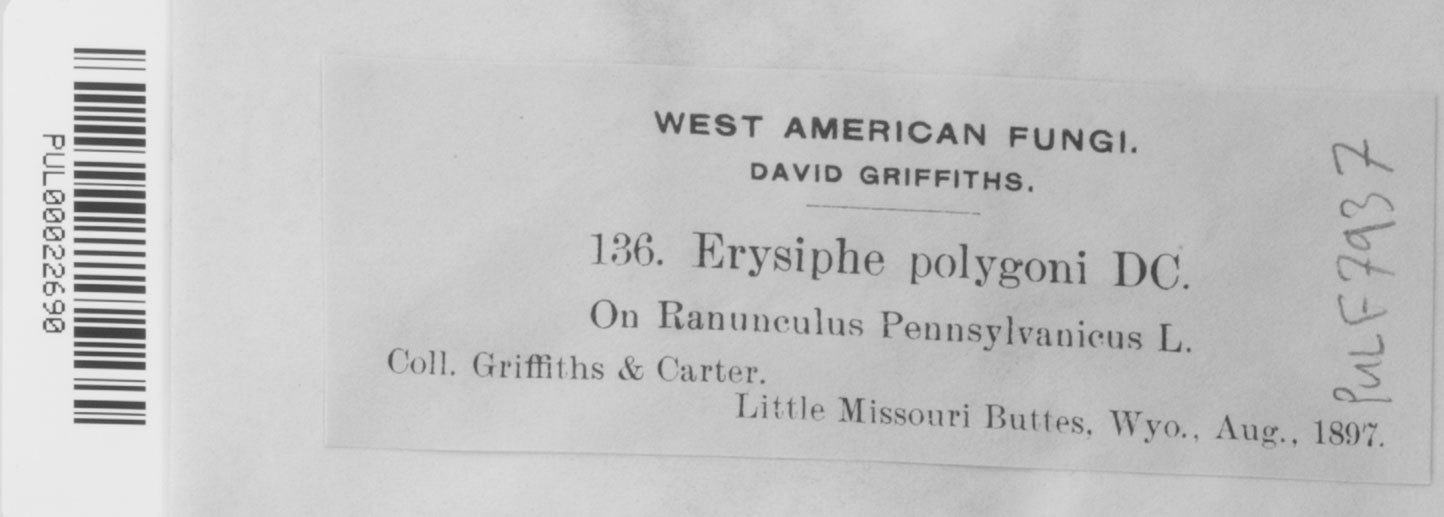 PUL00022690
WEST AMERICAN FUNGI.
DAVID GRIFFITHS.
136. Erysiphe polygoni DC.
On Ranunculus Pennsylvanicus L.
Coll. Griffiths & Carter.
Little Missouri Buttes, Wyo., Aug., 1897.
PUL F 7937